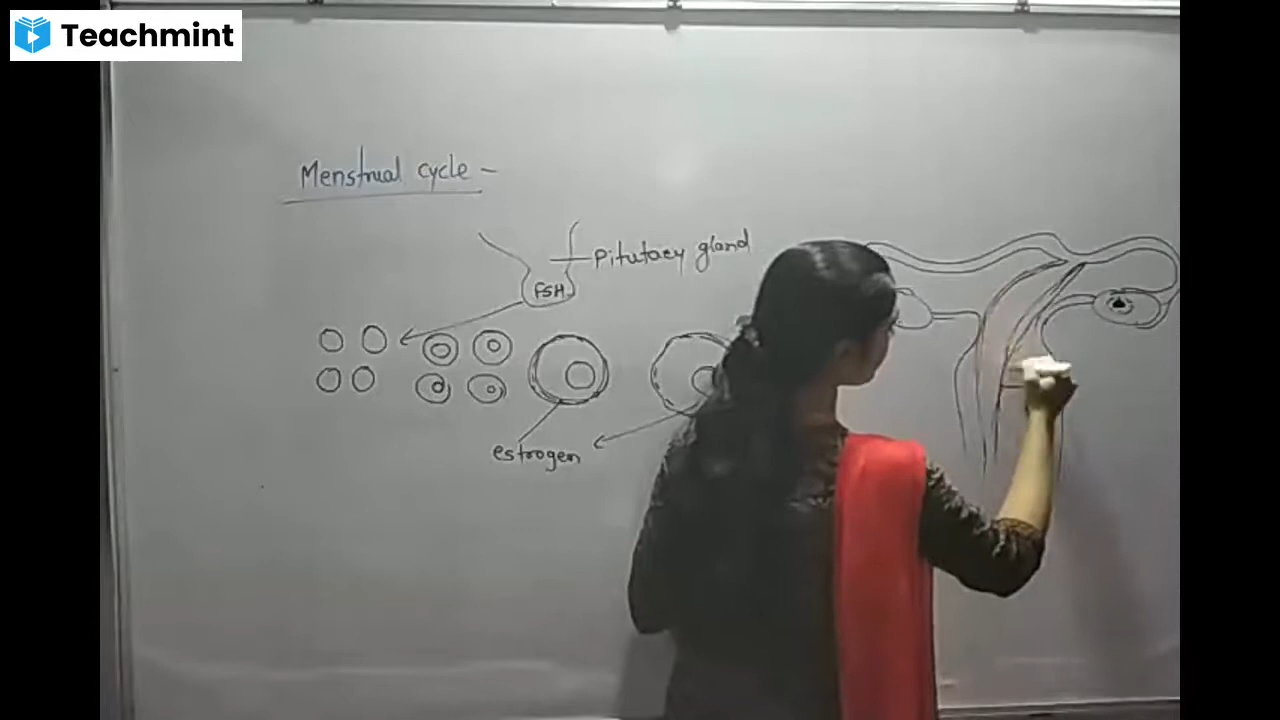 Teachmint
Menstrual cycle -
Pitutary gland
FSH
estrogen